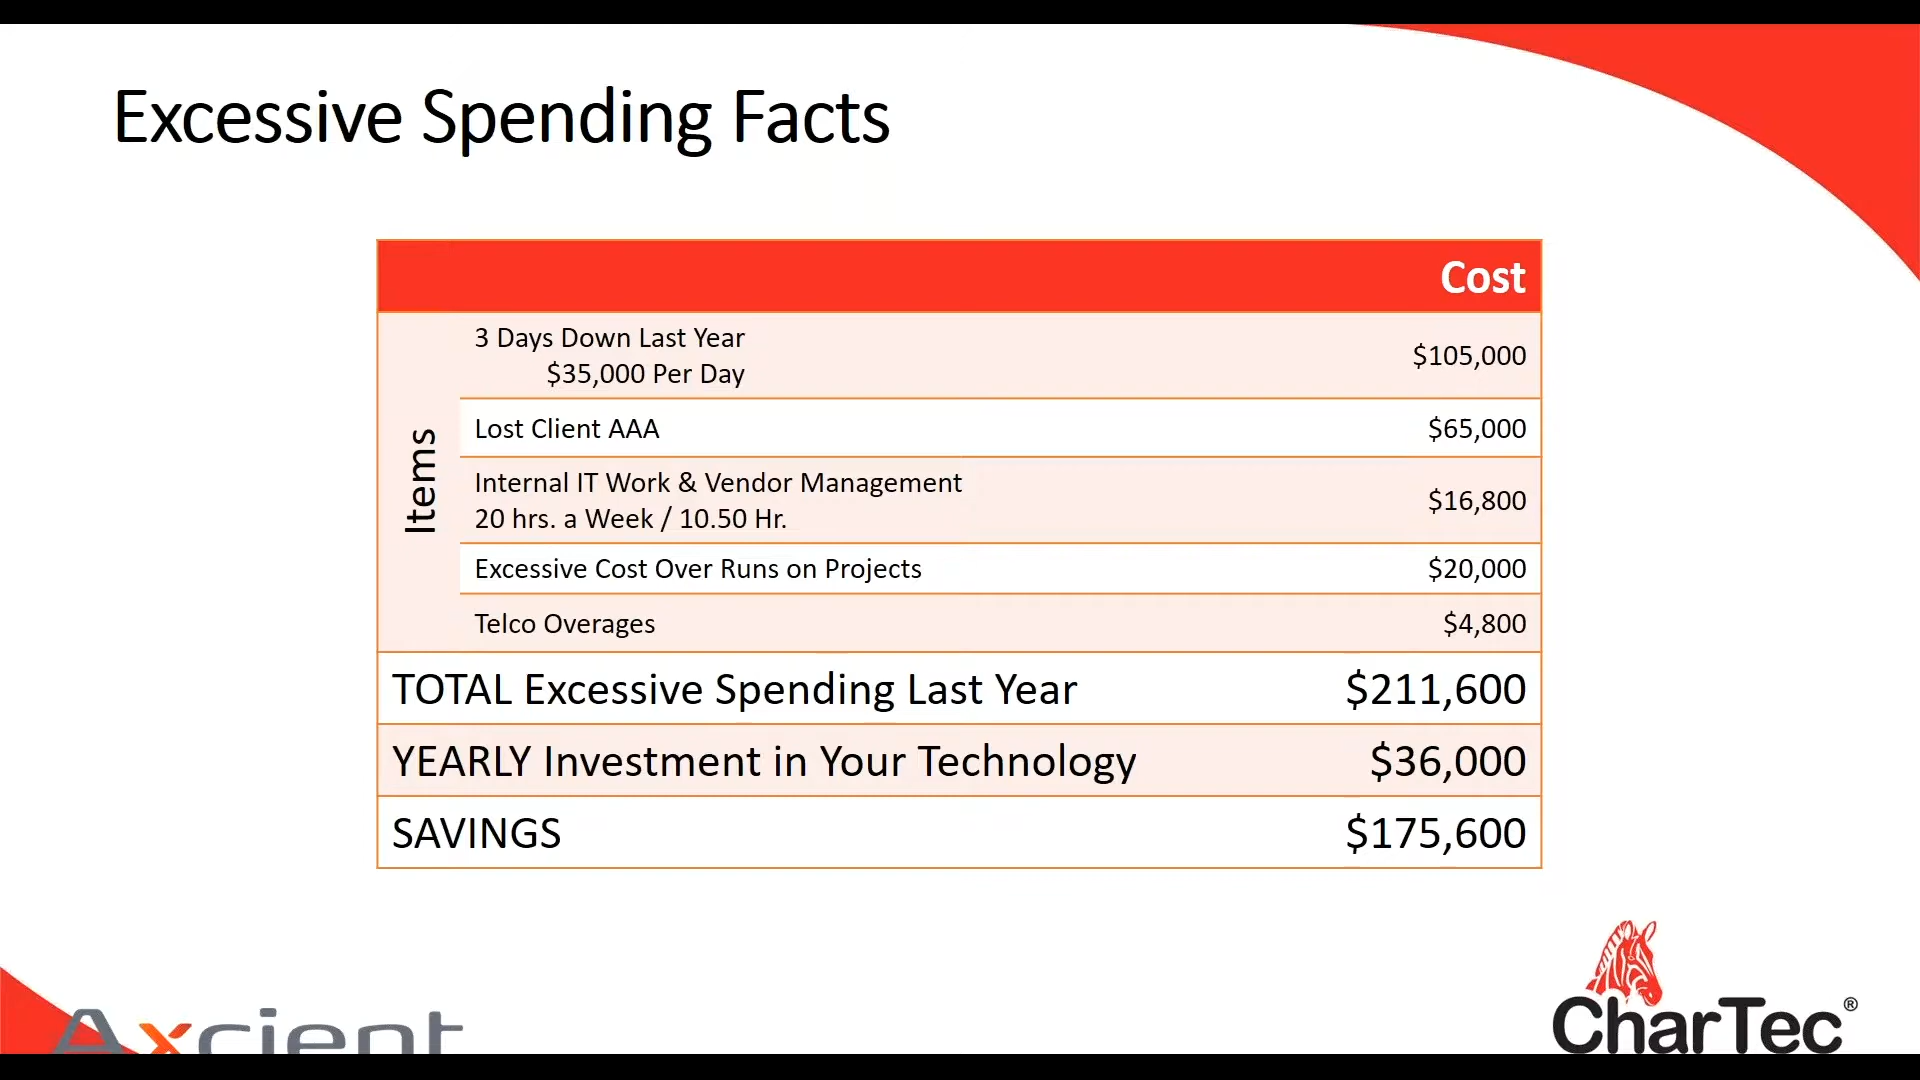 Excessive Spending Facts
Cost
Items
3 Days Down Last Year
$35,000 Per Day
$105,000
Lost Client AAA
$65,000
Internal IT Work & Vendor Management
20 hrs. a Week / 10.50 Hr.
$16,800
Excessive Cost Over Runs on Projects
$20,000
Telco Overages
$4,800
TOTAL Excessive Spending Last Year
$211,600
YEARLY Investment in Your Technology
$36,000
SAVINGS
$175,600
Axcient
CharTec®